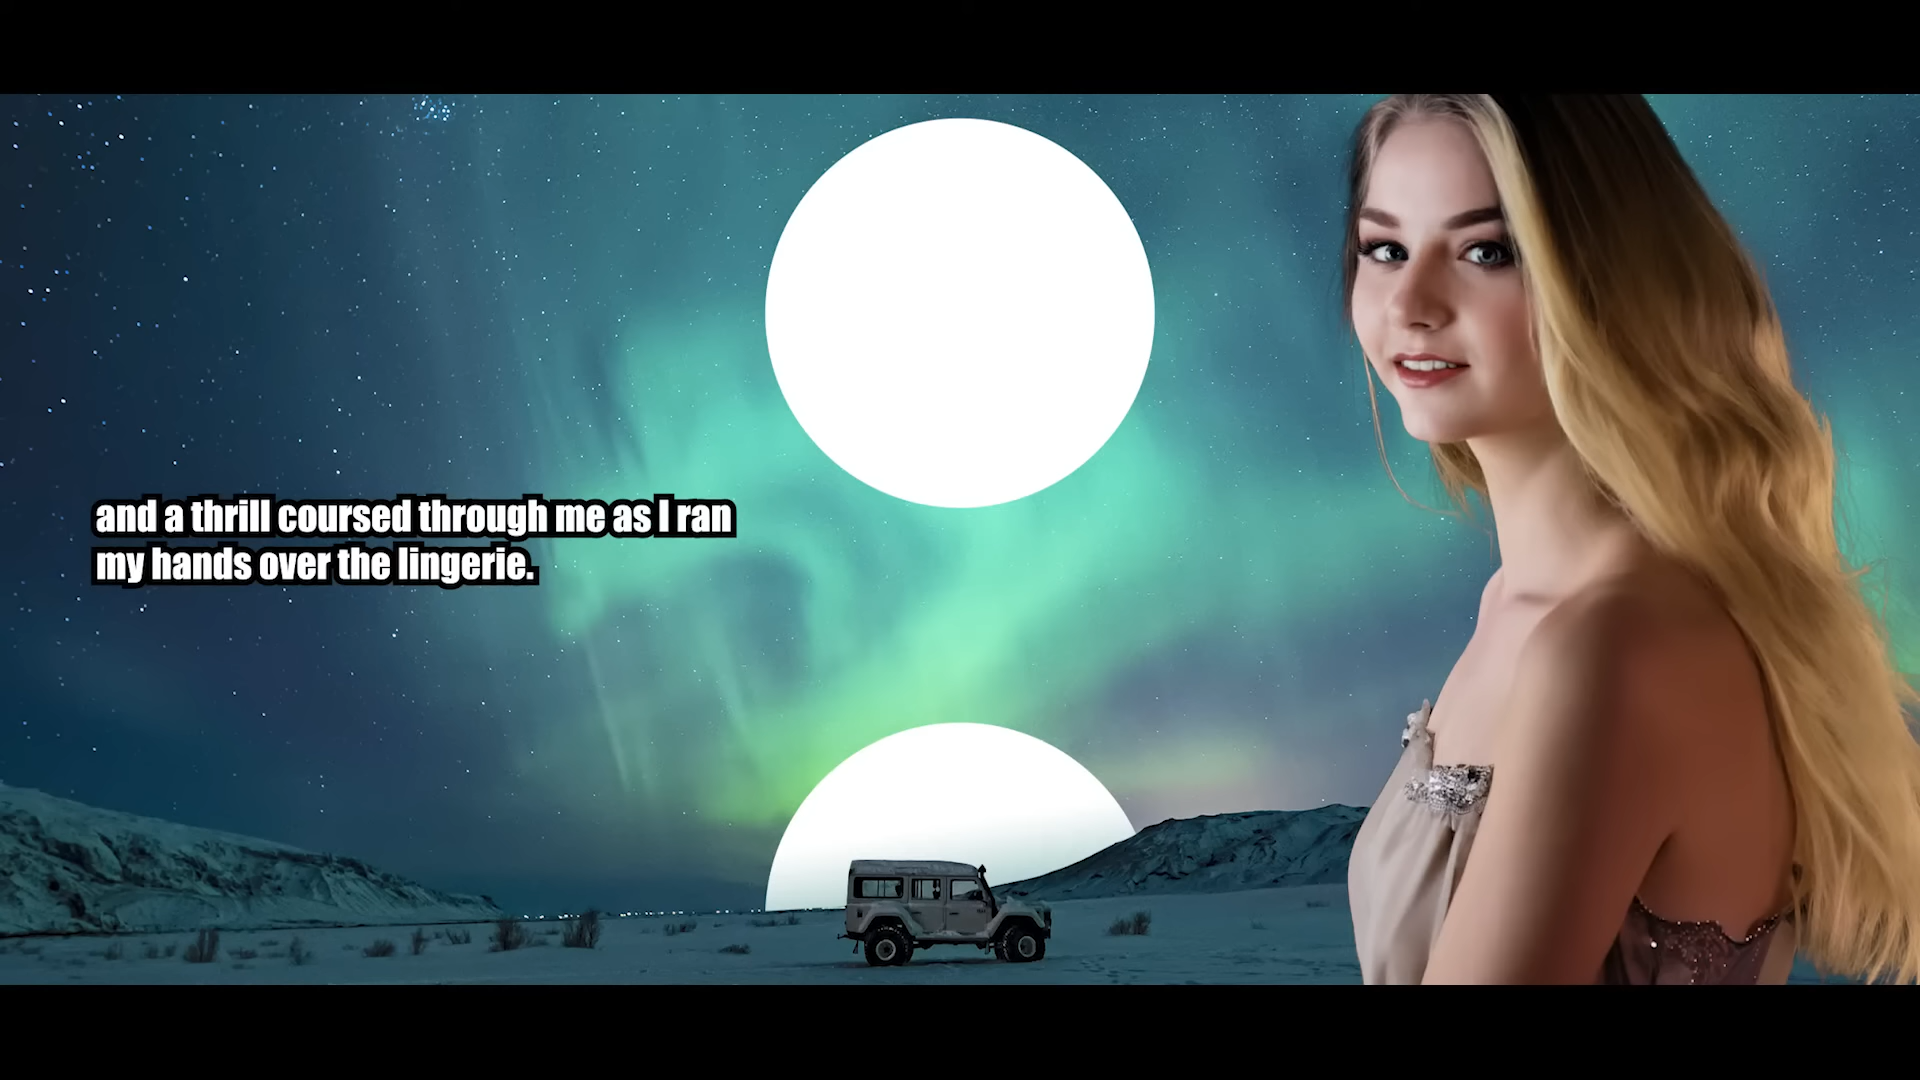 and a thrill coursed through me as I ran
my hands over the lingerie.